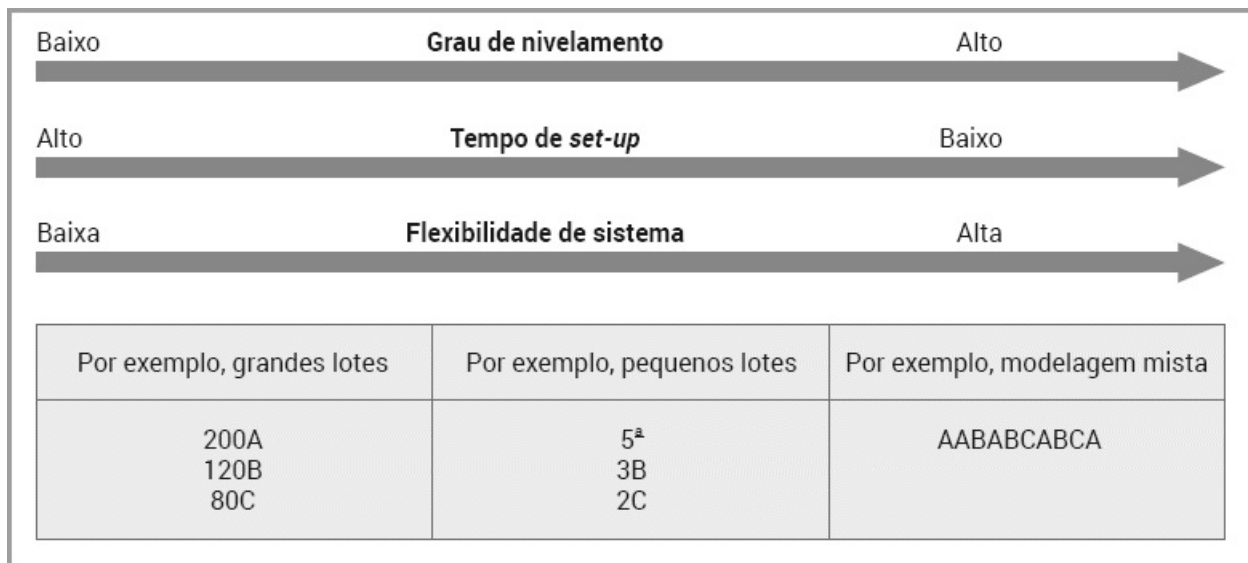 Baixo Grau de nivelamento Alto
Alto Tempo de set-up Baixo
Baixa Flexibilidade de sistema Alta
Por exemplo, grandes lotes Por exemplo, pequenos lotes Por exemplo, modelagem mista
200A 5ª AABABCABCA
120B 3B
80C 2C